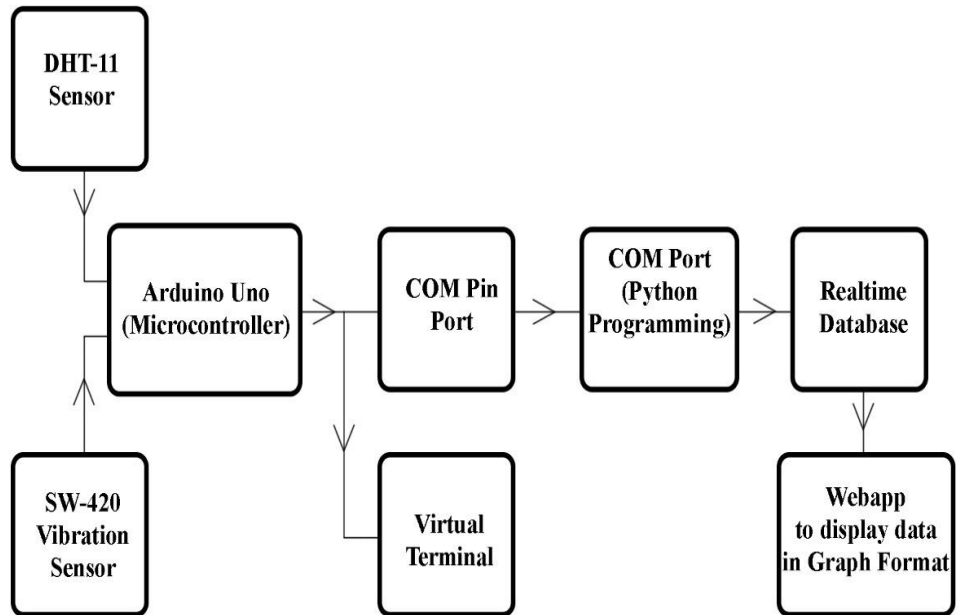 DHT-11
Sensor
Arduino Uno
(Microcontroller)
COM Pin
Port
COM Port
(Python
Programming)
Realtime
Database
SW-420
Vibration
Sensor
Virtual
Terminal
Webapp
to display data
in Graph Format